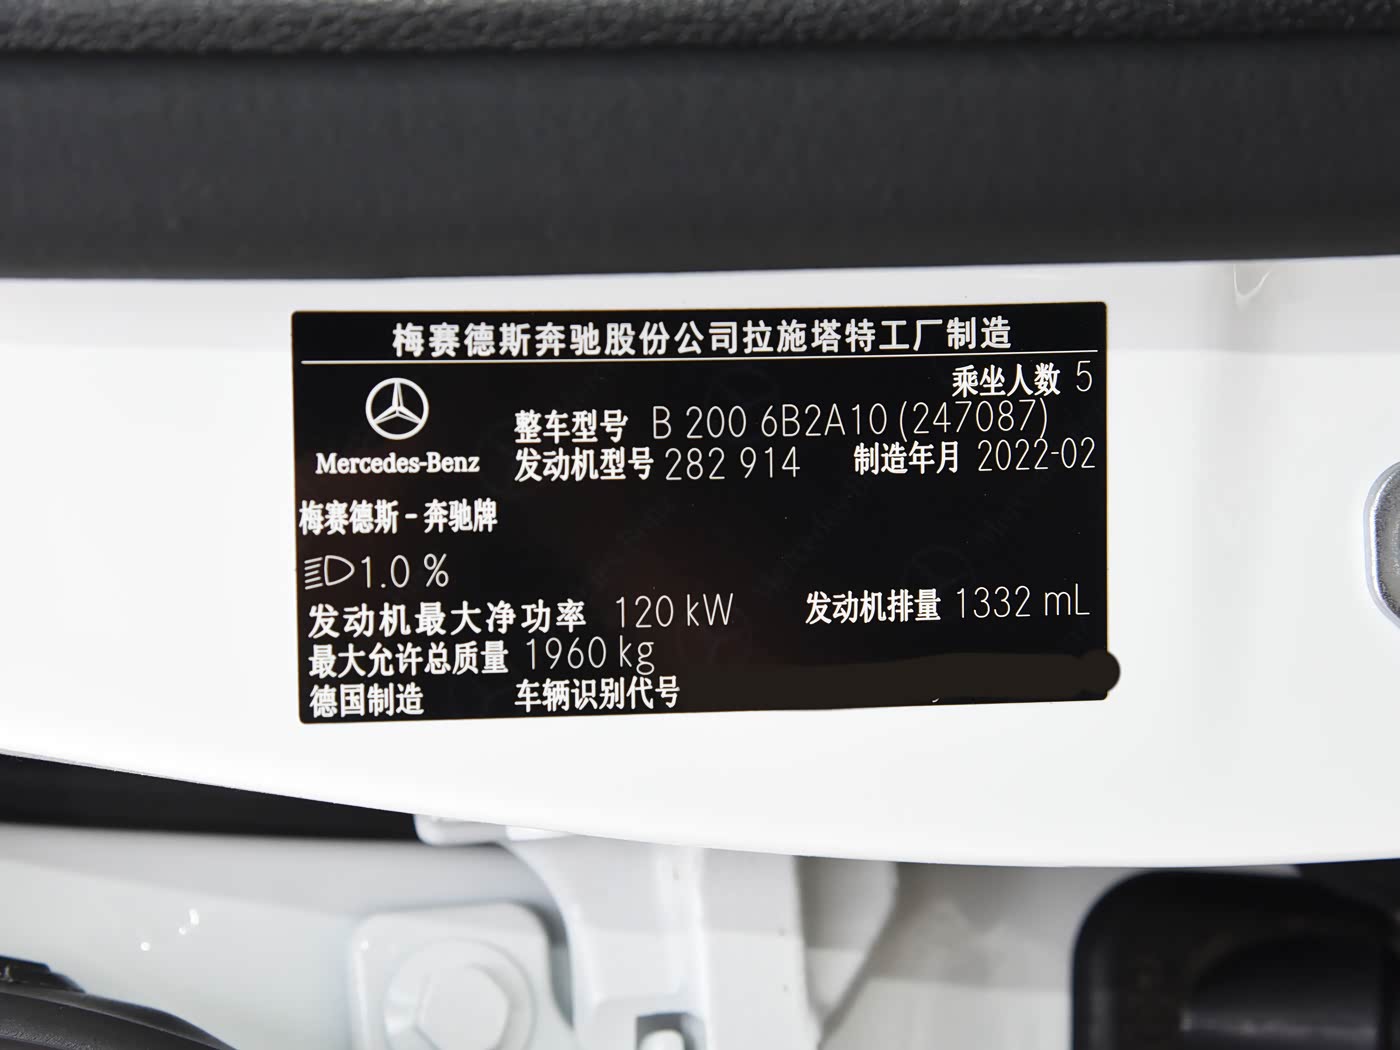 梅赛德斯奔驰股份公司拉施塔特工厂制造
乘坐人数 5
整车型号 B 200 6B2A10 (247087)
Mercedes-Benz
发动机型号 282 914 制造年月 2022-02
梅赛德斯-奔驰牌
1.0 %
发动机最大净功率 120 kW 发动机排量 1332 mL
最大允许总质量 1960 kg
德国制造 车辆识别代号